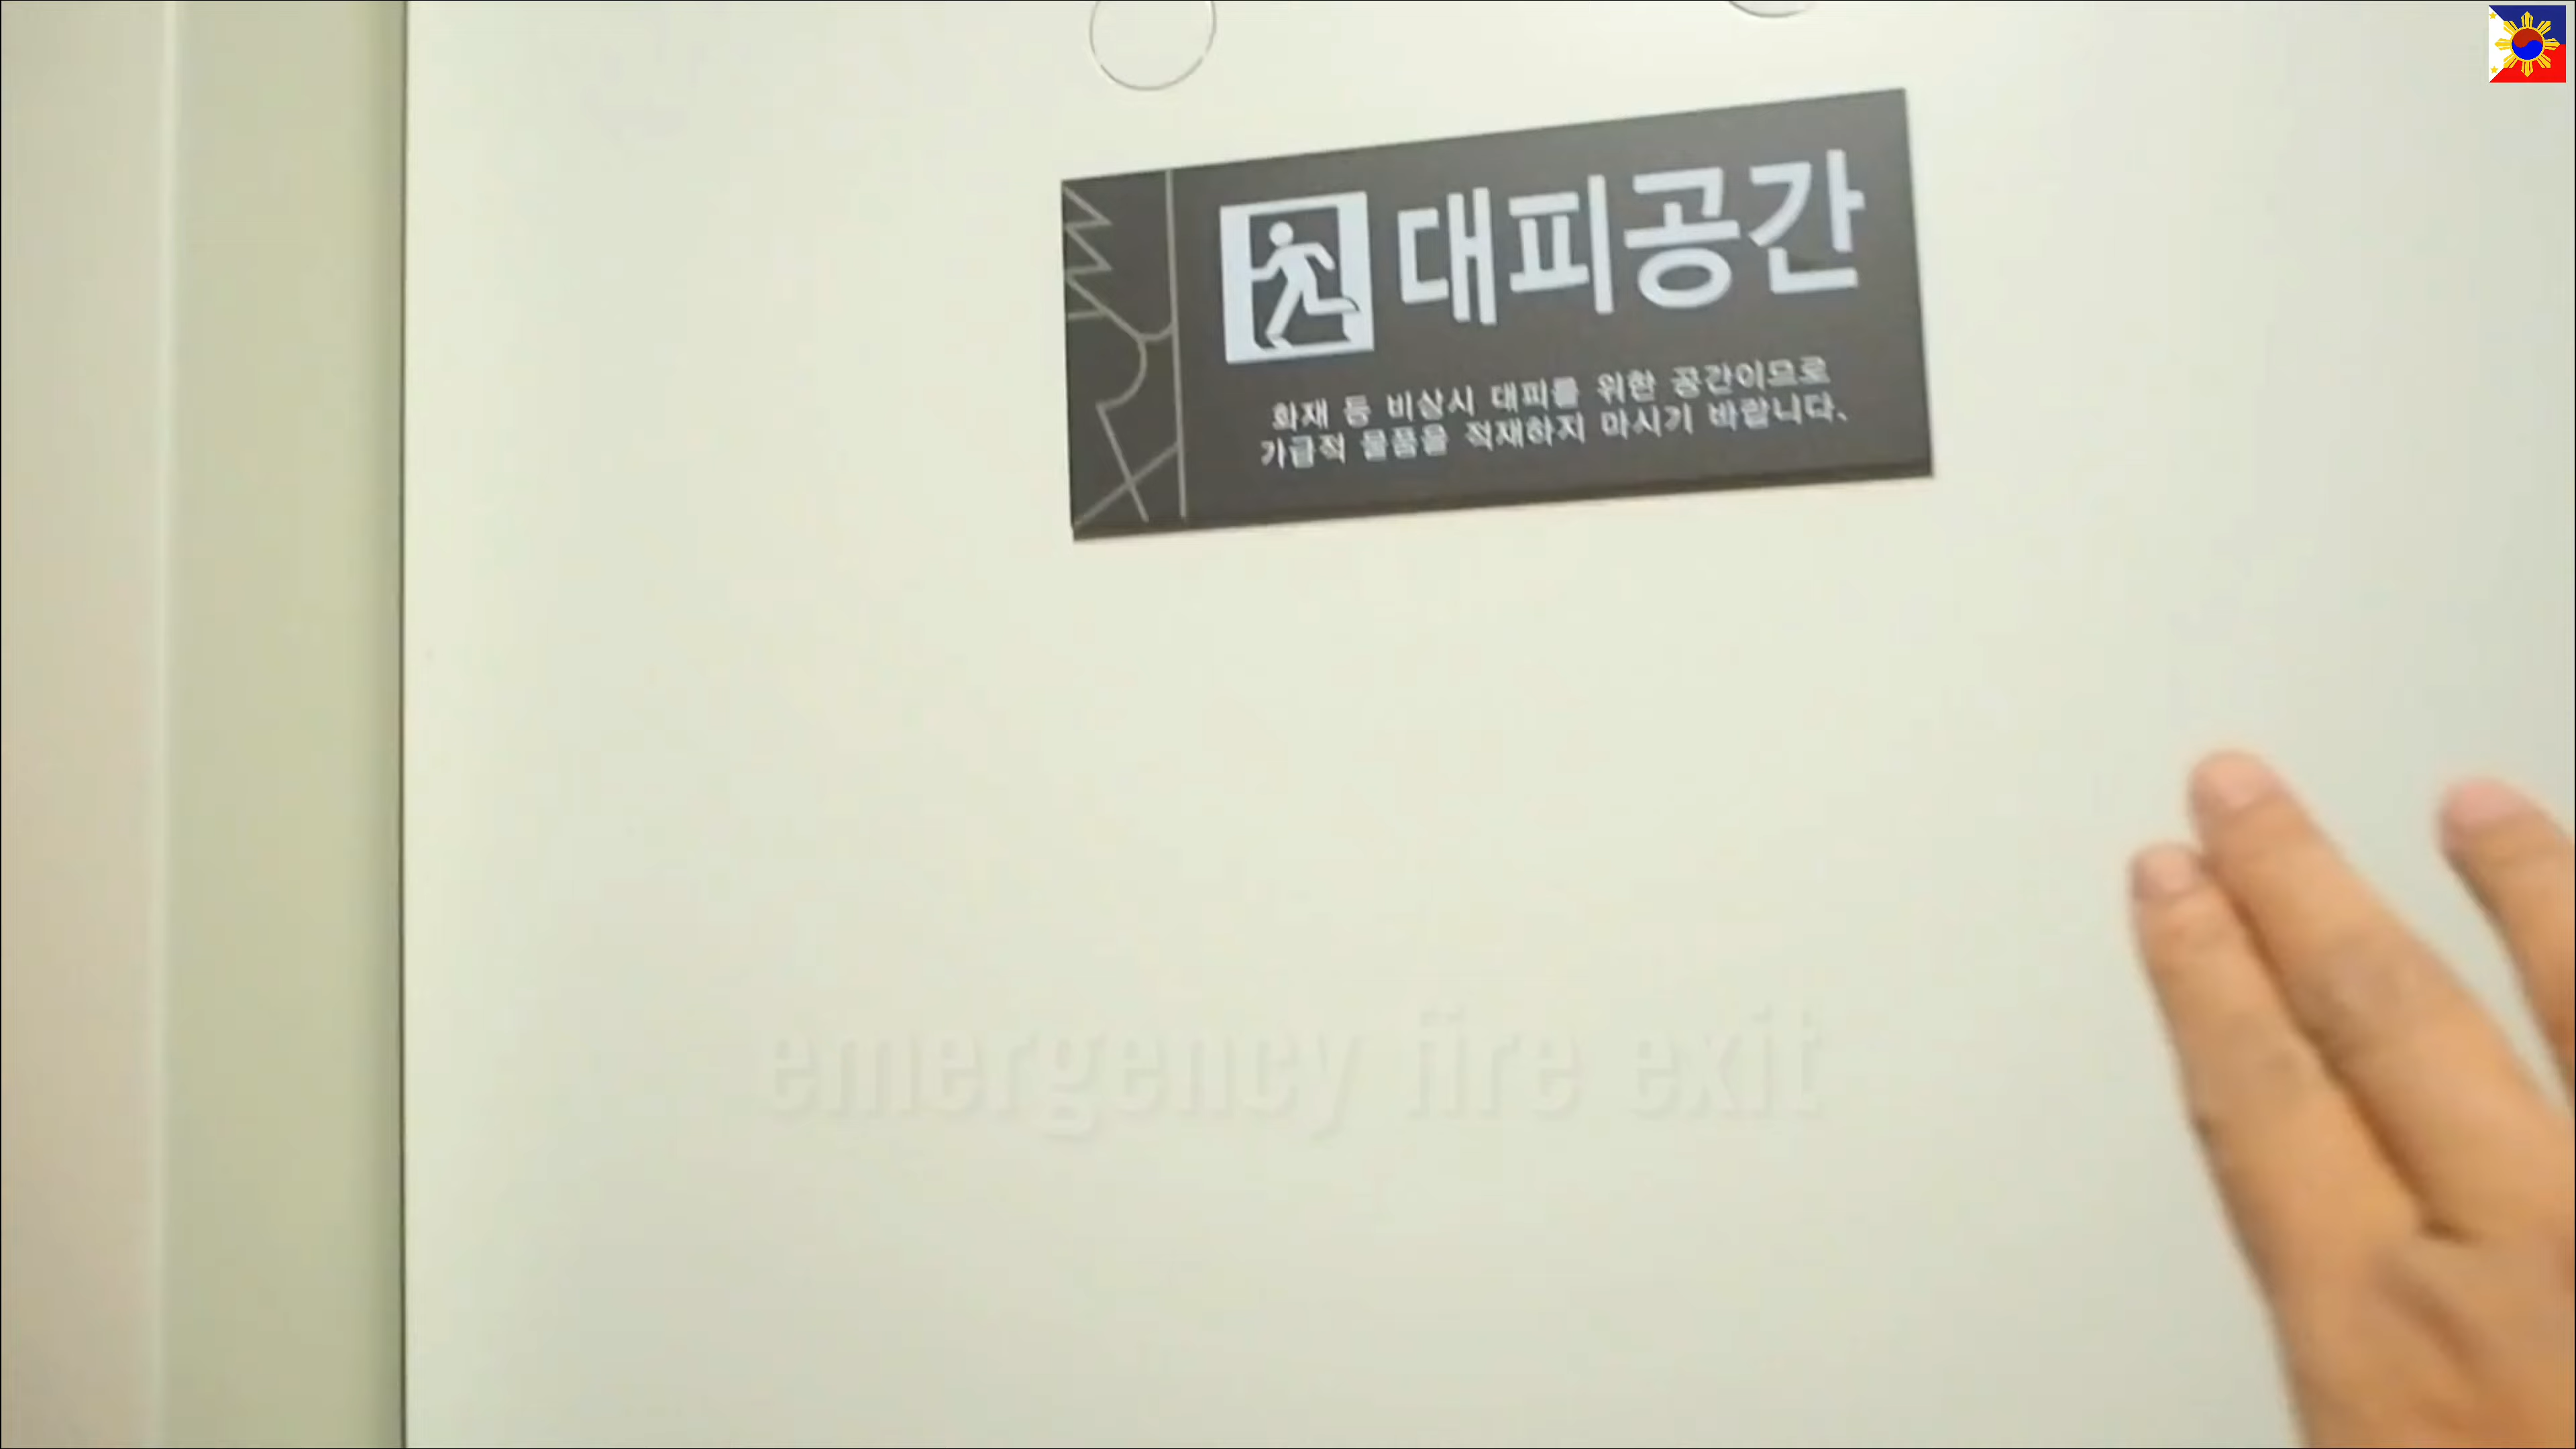 대피공간
화재 등 비상시 대피를 위한 공간이므로
가급적 물품을 적재하지 마시기 바랍니다.
emergency fire exit